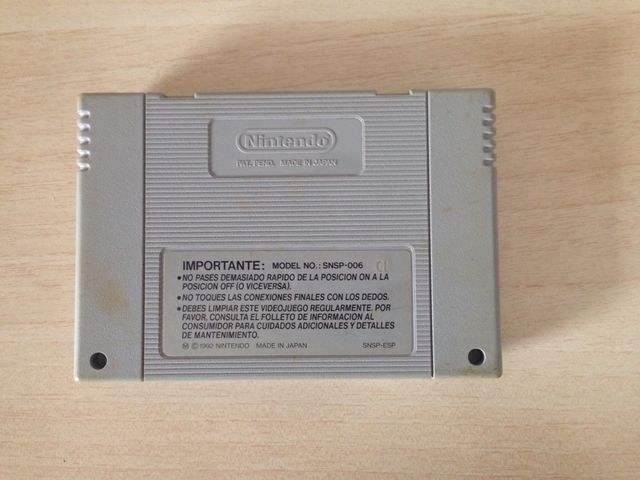 Nintendo
PAT. PEND. MADE IN JAPAN
IMPORTANTE: MODEL NO.: SNSP-006
•NO PASES DEMASIADO RAPIDO DE LA POSICION ON A LA
POSICION OFF (O VICEVERSA).
•NO TOQUES LAS CONEXIONES FINALES CON LOS DEDOS.
•DEBES LIMPIAR ESTE VIDEOJUEGO REGULARMENTE. POR
FAVOR, CONSULTA EL FOLLETO DE INFORMACION AL
CONSUMIDOR PARA CUIDADOS ADICIONALES Y DETALLES
DE MANTENIMIENTO.
Ⓜ ©1992 NINTENDO MADE IN JAPAN SNSP-ESP